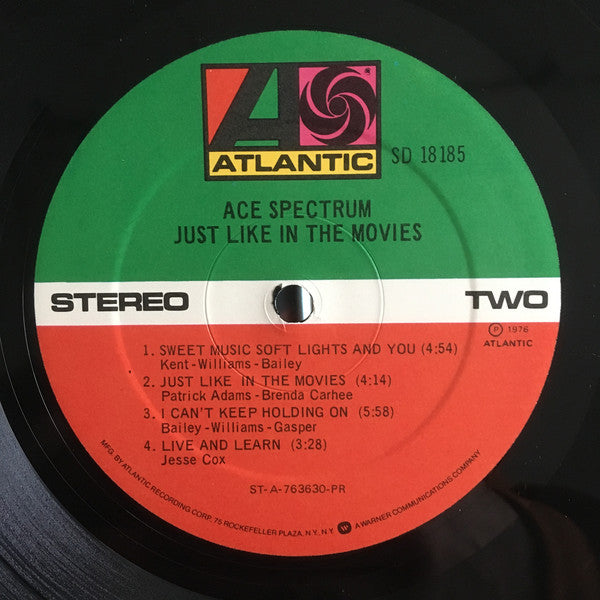 ATLANTIC
SD 18185
ACE SPECTRUM
JUST LIKE IN THE MOVIES
STEREO
TWO
Ⓟ 1976
ATLANTIC
1. SWEET MUSIC SOFT LIGHTS AND YOU (4:54)
Kent-Williams-Bailey
2. JUST LIKE IN THE MOVIES (4:14)
Patrick Adams-Brenda Carhee
3. I CAN'T KEEP HOLDING ON (5:58)
Bailey-Williams-Gasper
4. LIVE AND LEARN (3:28)
Jesse Cox
ST-A-763630-PR
MFG. BY ATLANTIC RECORDING CORP. 75 ROCKEFELLER PLAZA, N.Y. N.Y. A WARNER COMMUNICATIONS COMPANY